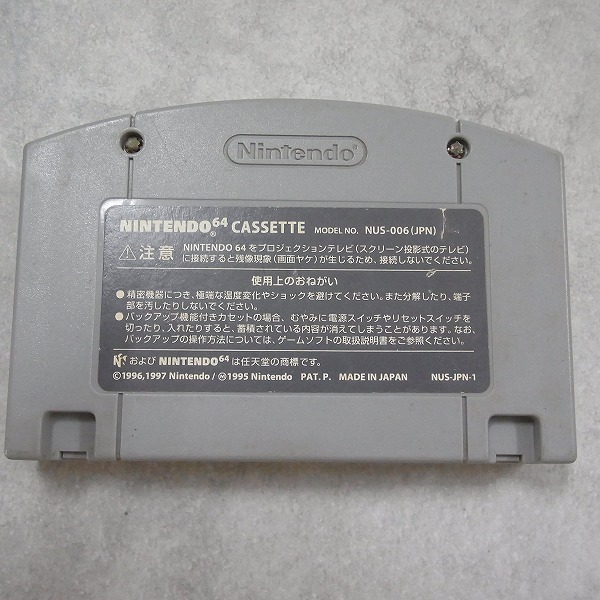 Nintendo®
NINTENDO64® CASSETTE MODEL NO. NUS-006(JPN)
⚠注意 NINTENDO 64をプロジェクションテレビ(スクリーン投影式のテレビ)
に接続すると残像現象(画面ヤケ)が生じるため、接続しないでください。
使用上のおねがい
●精密機器につき、極端な温度変化やショックを避けてください。また分解したり、端子
部を汚したりしないでください。
●バックアップ機能付きカセットの場合、むやみに電源スイッチやリセットスイッチを
切ったり、入れたりすると、蓄積されている内容が消えてしまうことがあります。なお、
バックアップの操作方法については、ゲームソフトの取扱説明書をご参照ください。
および NINTENDO64 は任天堂の商標です。
©1996,1997 Nintendo/Ⓜ1995 Nintendo PAT. P. MADE IN JAPAN NUS-JPN-1